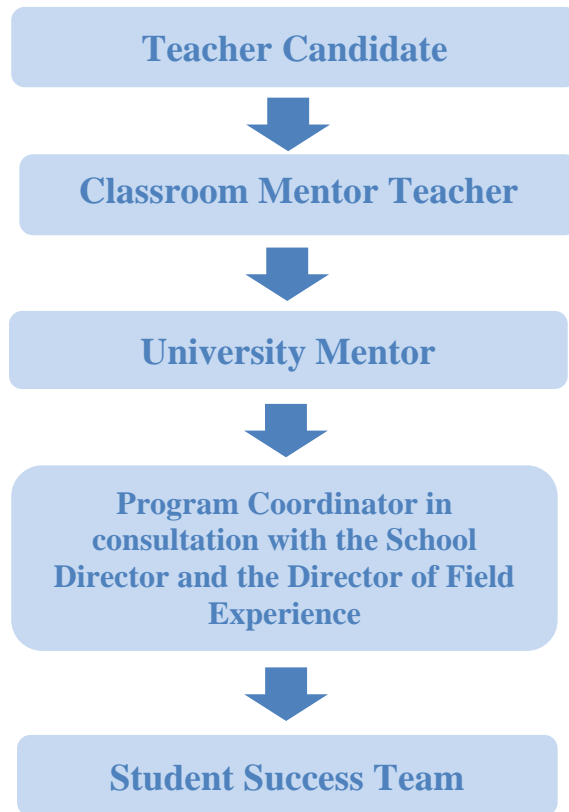 Teacher Candidate
Classroom Mentor Teacher
University Mentor
Program Coordinator in
consultation with the School
Director and the Director of Field
Experience
Student Success Team